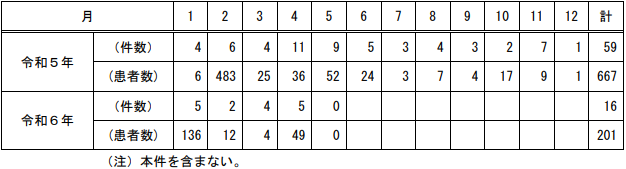 月 1 2 3 4 5 6 7 8 9 10 11 12 計
令和５年 （件数） 4 6 4 11 9 5 3 4 3 2 7 1 59
（患者数） 6 483 25 36 52 24 3 7 4 17 9 1 667
令和６年 （件数） 5 2 4 5 0 16
（患者数） 136 12 4 49 0 201
（注）本件を含まない。